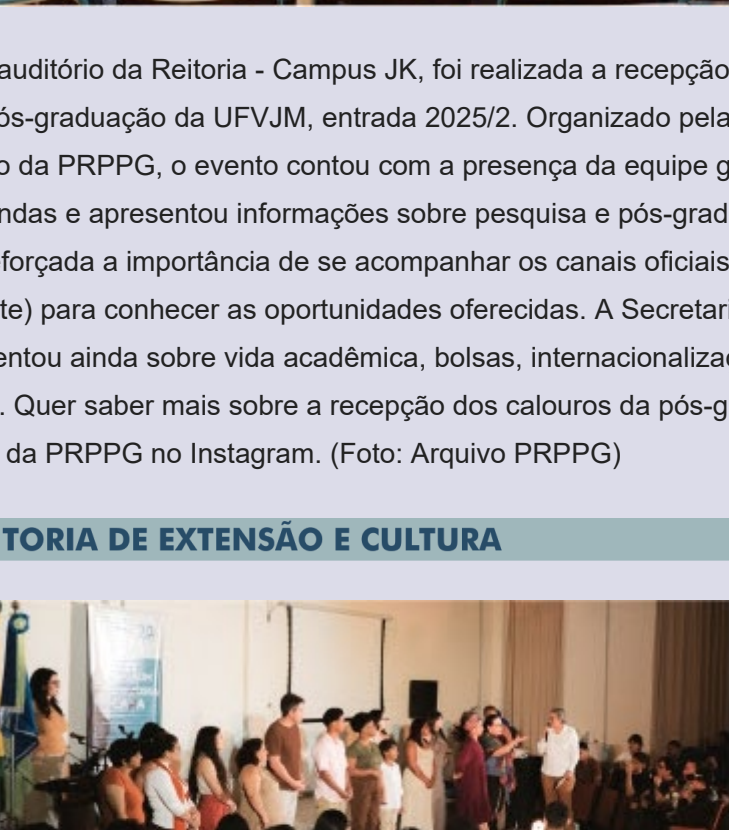 auditório da Reitoria - Campus JK, foi realizada a recepção
ós-graduação da UFVJM, entrada 2025/2. Organizado pela
o da PRPPG, o evento contou com a presença da equipe g
ndas e apresentou informações sobre pesquisa e pós-grad
forçada a importância de se acompanhar os canais oficiais
te) para conhecer as oportunidades oferecidas. A Secretari
entou ainda sobre vida acadêmica, bolsas, internacionalizaç
. Quer saber mais sobre a recepção dos calouros da pós-g
da PRPPG no Instagram. (Foto: Arquivo PRPPG)
TORIA DE EXTENSÃO E CULTURA